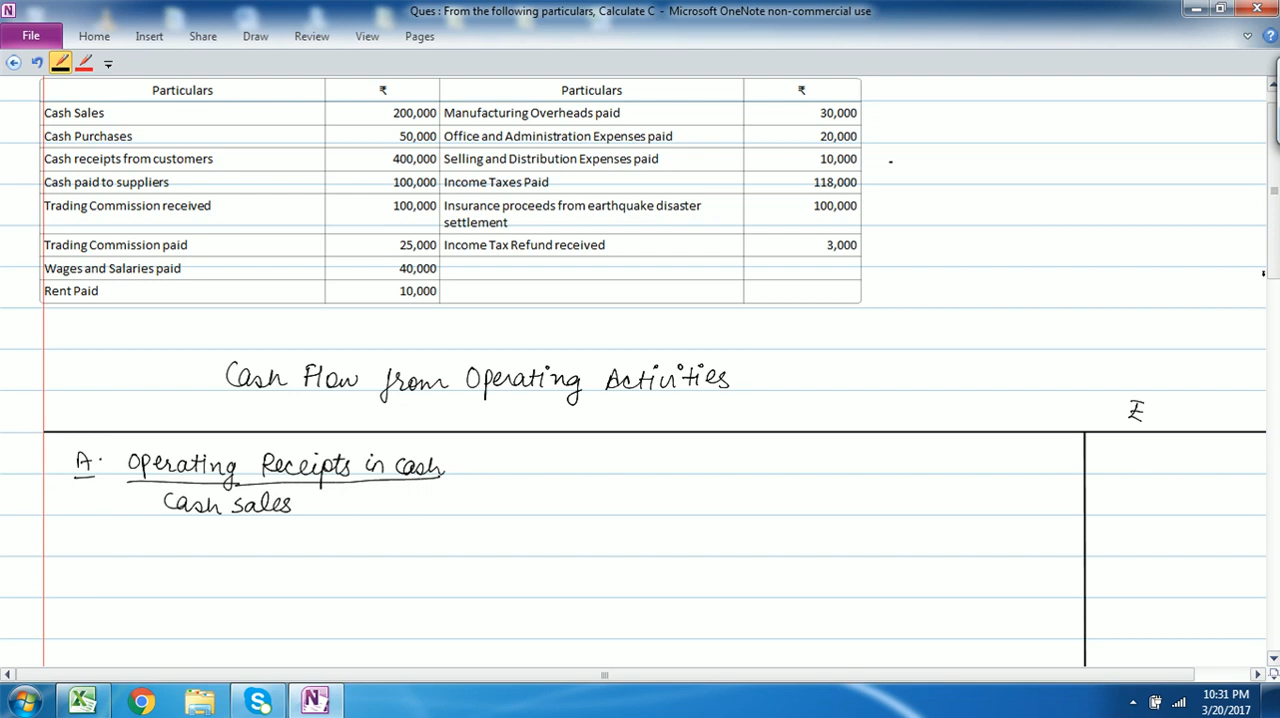 Ques : From the following particulars, Calculate C - Microsoft OneNote non-commercial use
File Home Insert Share Draw Review View Pages
Particulars ₹ Particulars ₹
Cash Sales 200,000 Manufacturing Overheads paid 30,000
Cash Purchases 50,000 Office and Administration Expenses paid 20,000
Cash receipts from customers 400,000 Selling and Distribution Expenses paid 10,000
Cash paid to suppliers 100,000 Income Taxes Paid 118,000
Trading Commission received 100,000 Insurance proceeds from earthquake disaster 100,000
settlement
Trading Commission paid 25,000 Income Tax Refund received 3,000
Wages and Salaries paid 40,000
Rent Paid 10,000
Cash Flow from Operating Activities
₹
A. Operating Receipts in cash
Cash sales
10:31 PM
3/20/2017